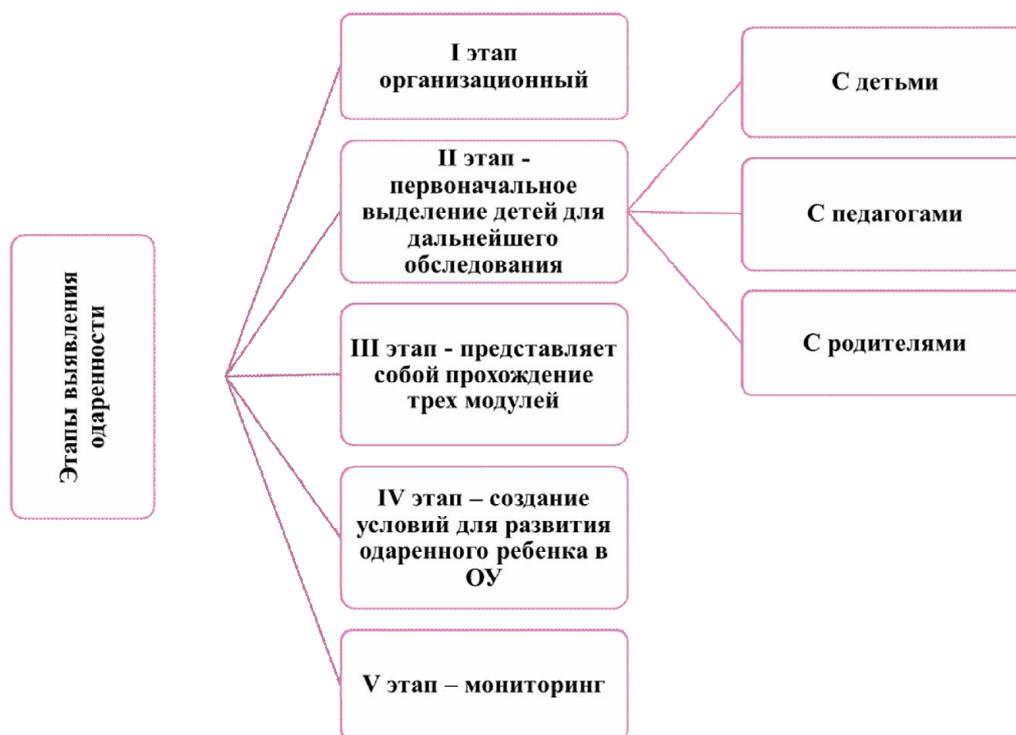 Этапы выявления
одаренности
I этап
организационный
II этап -
первоначальное
выделение детей для
дальнейшего
обследования
III этап - представляет
собой прохождение
трех модулей
IV этап – создание
условий для развития
одаренного ребенка в
ОУ
V этап – мониторинг
С детьми
С педагогами
С родителями